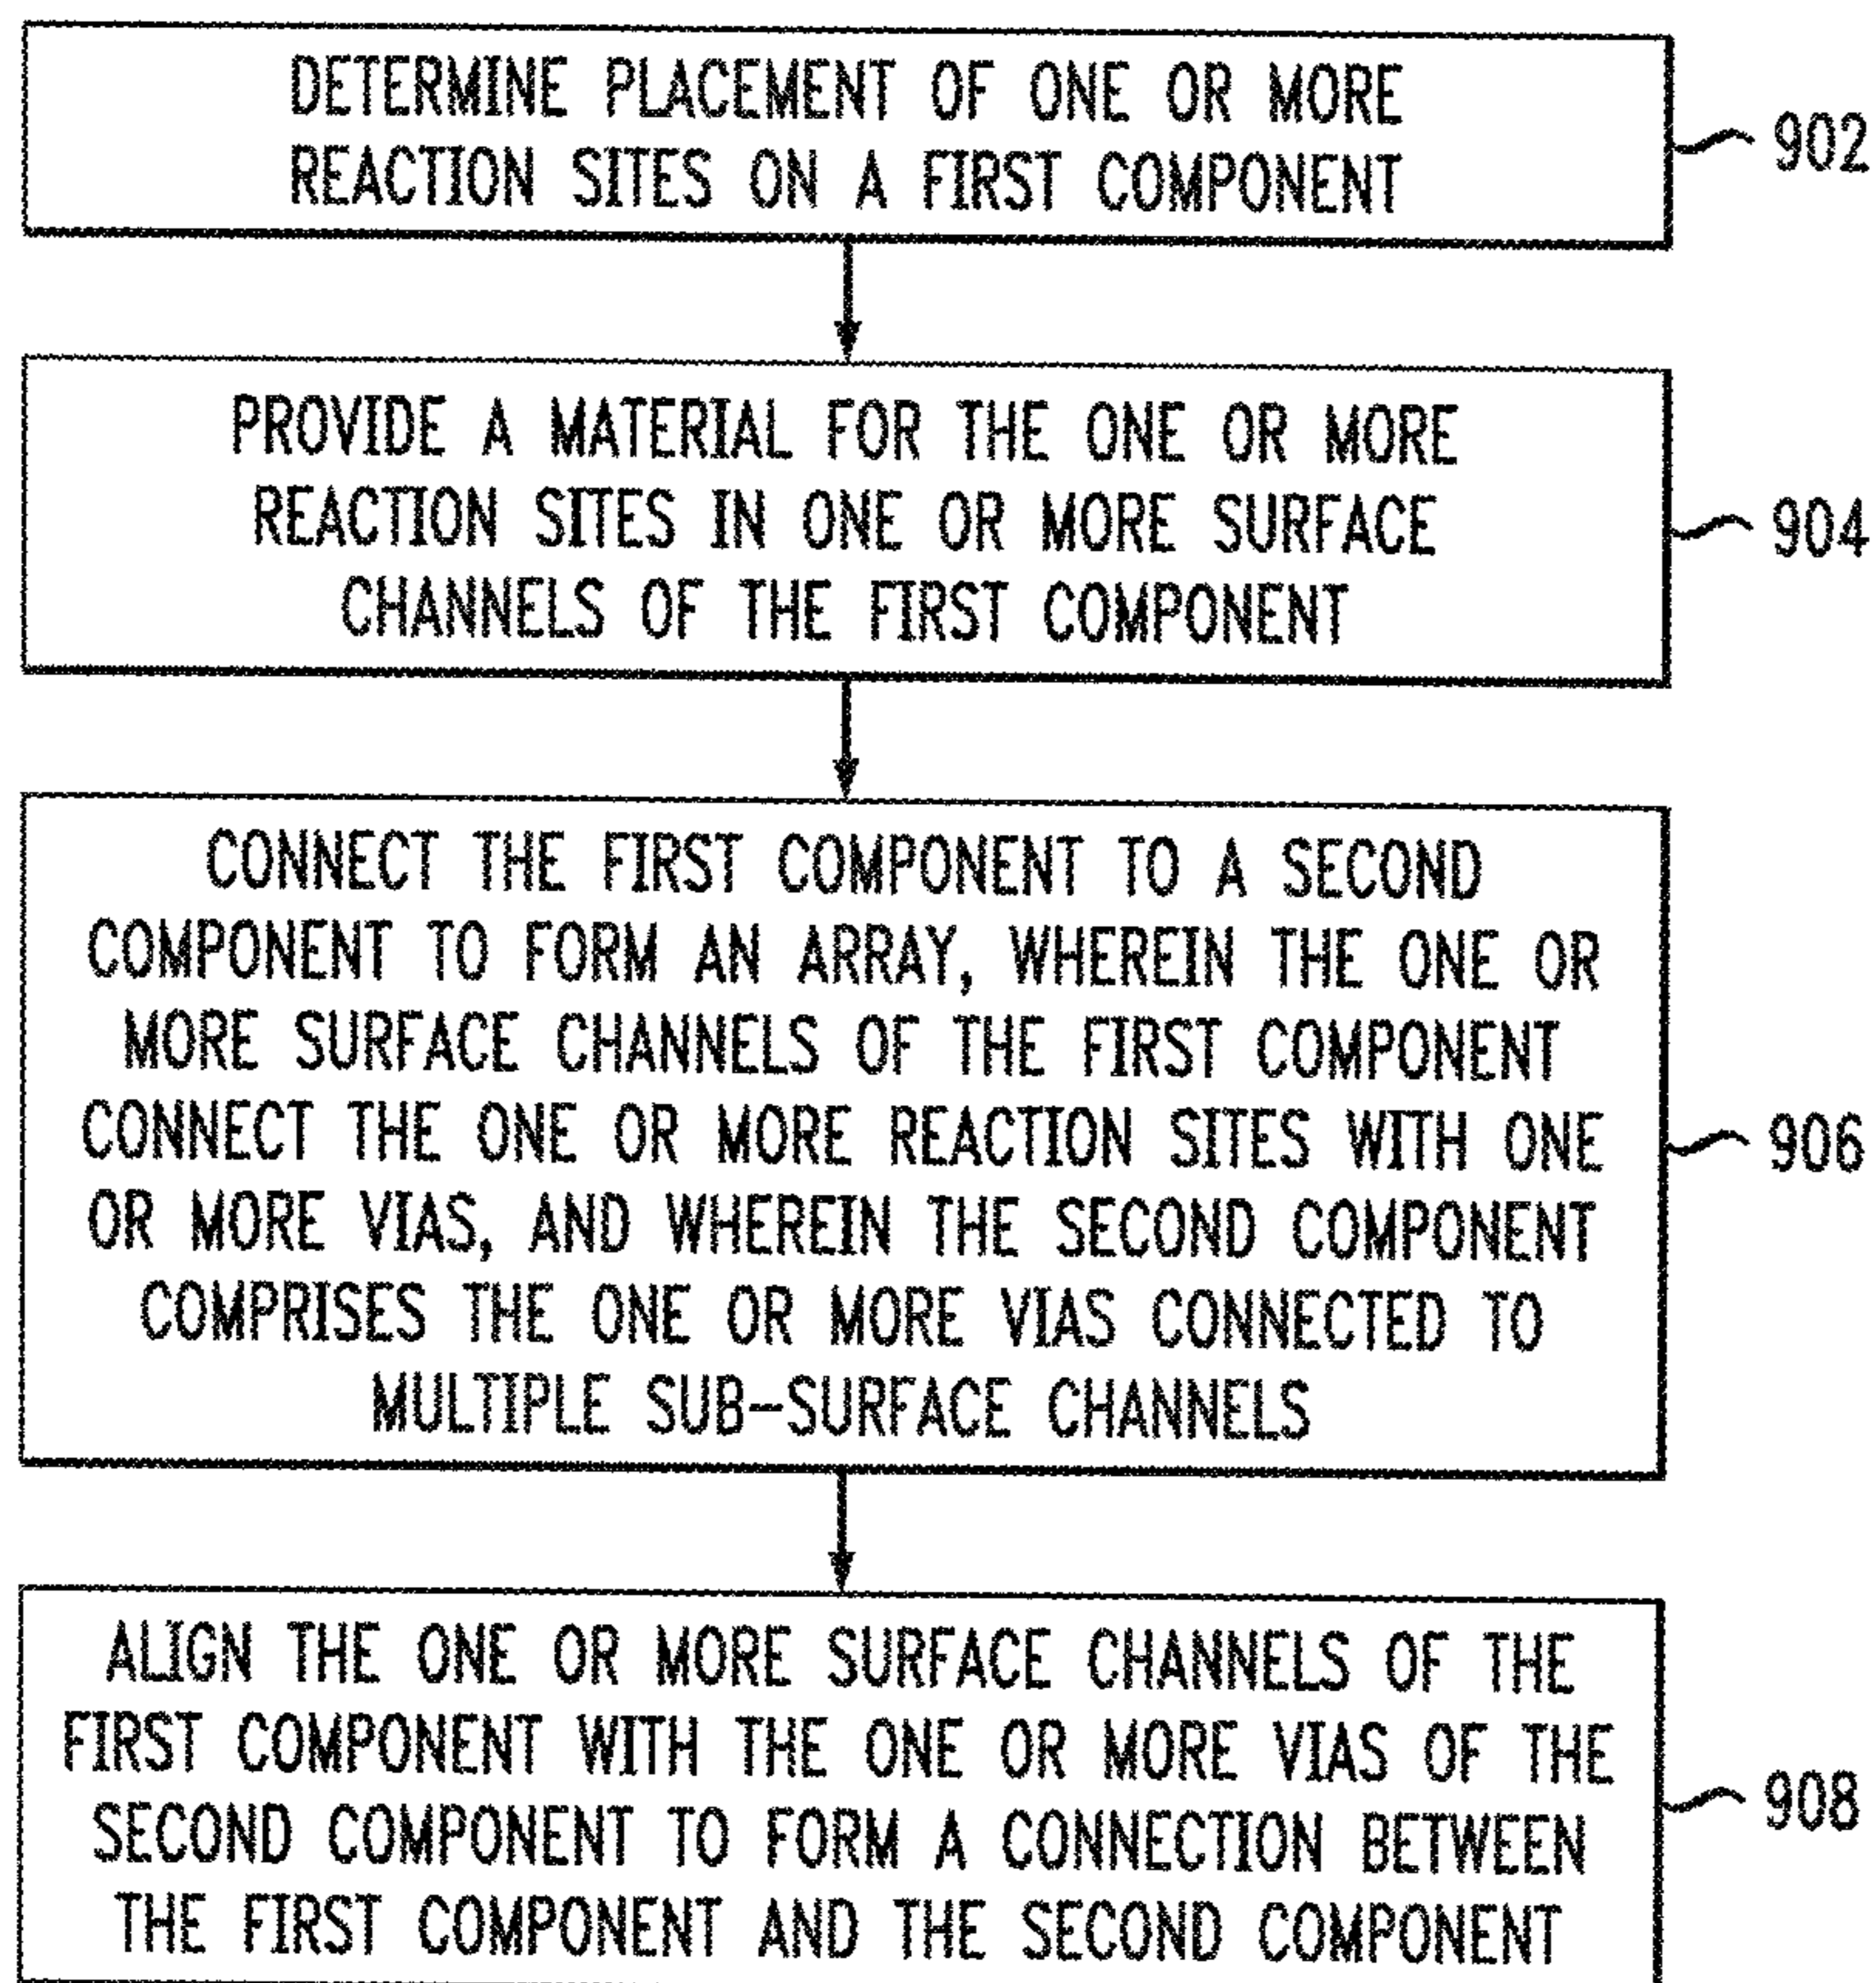 DETERMINE PLACEMENT OF ONE OR MORE
REACTION SITES ON A FIRST COMPONENT
902
PROVIDE A MATERIAL FOR THE ONE OR MORE
REACTION SITES IN ONE OR MORE SURFACE
CHANNELS OF THE FIRST COMPONENT
904
CONNECT THE FIRST COMPONENT TO A SECOND
COMPONENT TO FORM AN ARRAY, WHEREIN THE ONE OR
MORE SURFACE CHANNELS OF THE FIRST COMPONENT
CONNECT THE ONE OR MORE REACTION SITES WITH ONE
OR MORE VIAS, AND WHEREIN THE SECOND COMPONENT
COMPRISES THE ONE OR MORE VIAS CONNECTED TO
MULTIPLE SUB-SURFACE CHANNELS
906
ALIGN THE ONE OR MORE SURFACE CHANNELS OF THE
FIRST COMPONENT WITH THE ONE OR MORE VIAS OF THE
SECOND COMPONENT TO FORM A CONNECTION BETWEEN
THE FIRST COMPONENT AND THE SECOND COMPONENT
908